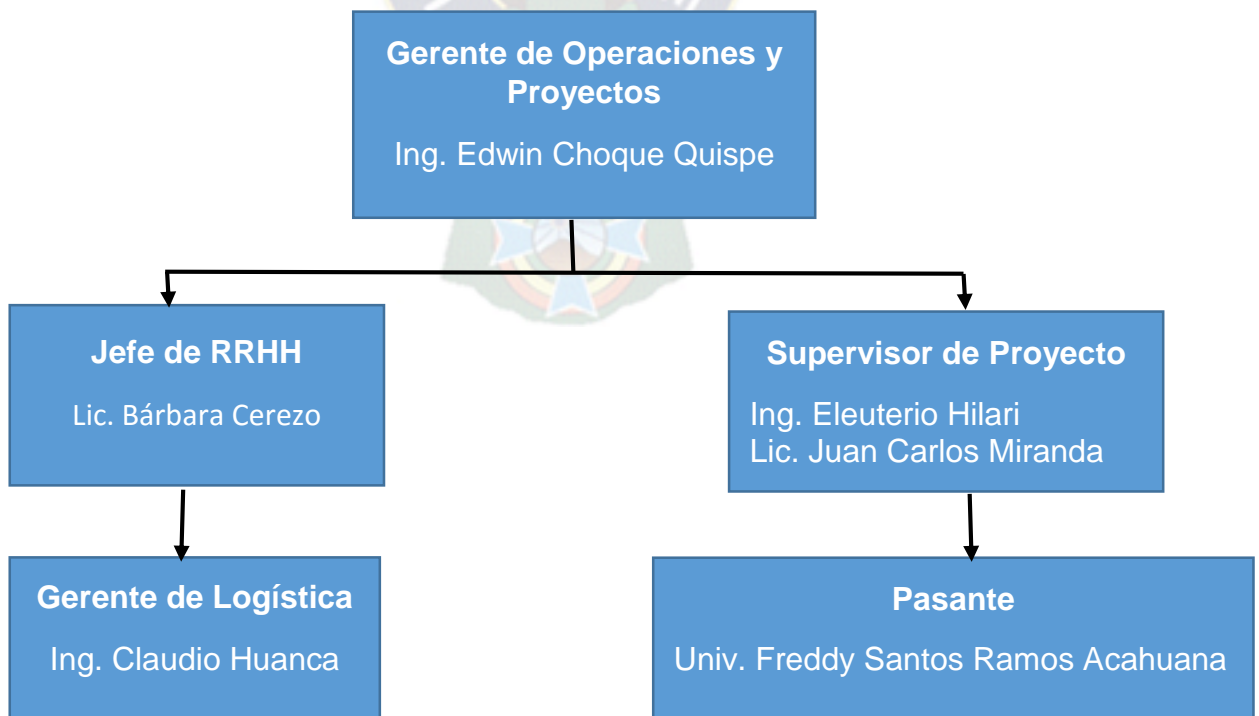 Gerente de Operaciones y
Proyectos
Ing. Edwin Choque Quispe
Jefe de RRHH
Lic. Bárbara Cerezo
Supervisor de Proyecto
Ing. Eleuterio Hilari
Lic. Juan Carlos Miranda
Gerente de Logística
Ing. Claudio Huanca
Pasante
Univ. Freddy Santos Ramos Acahuana